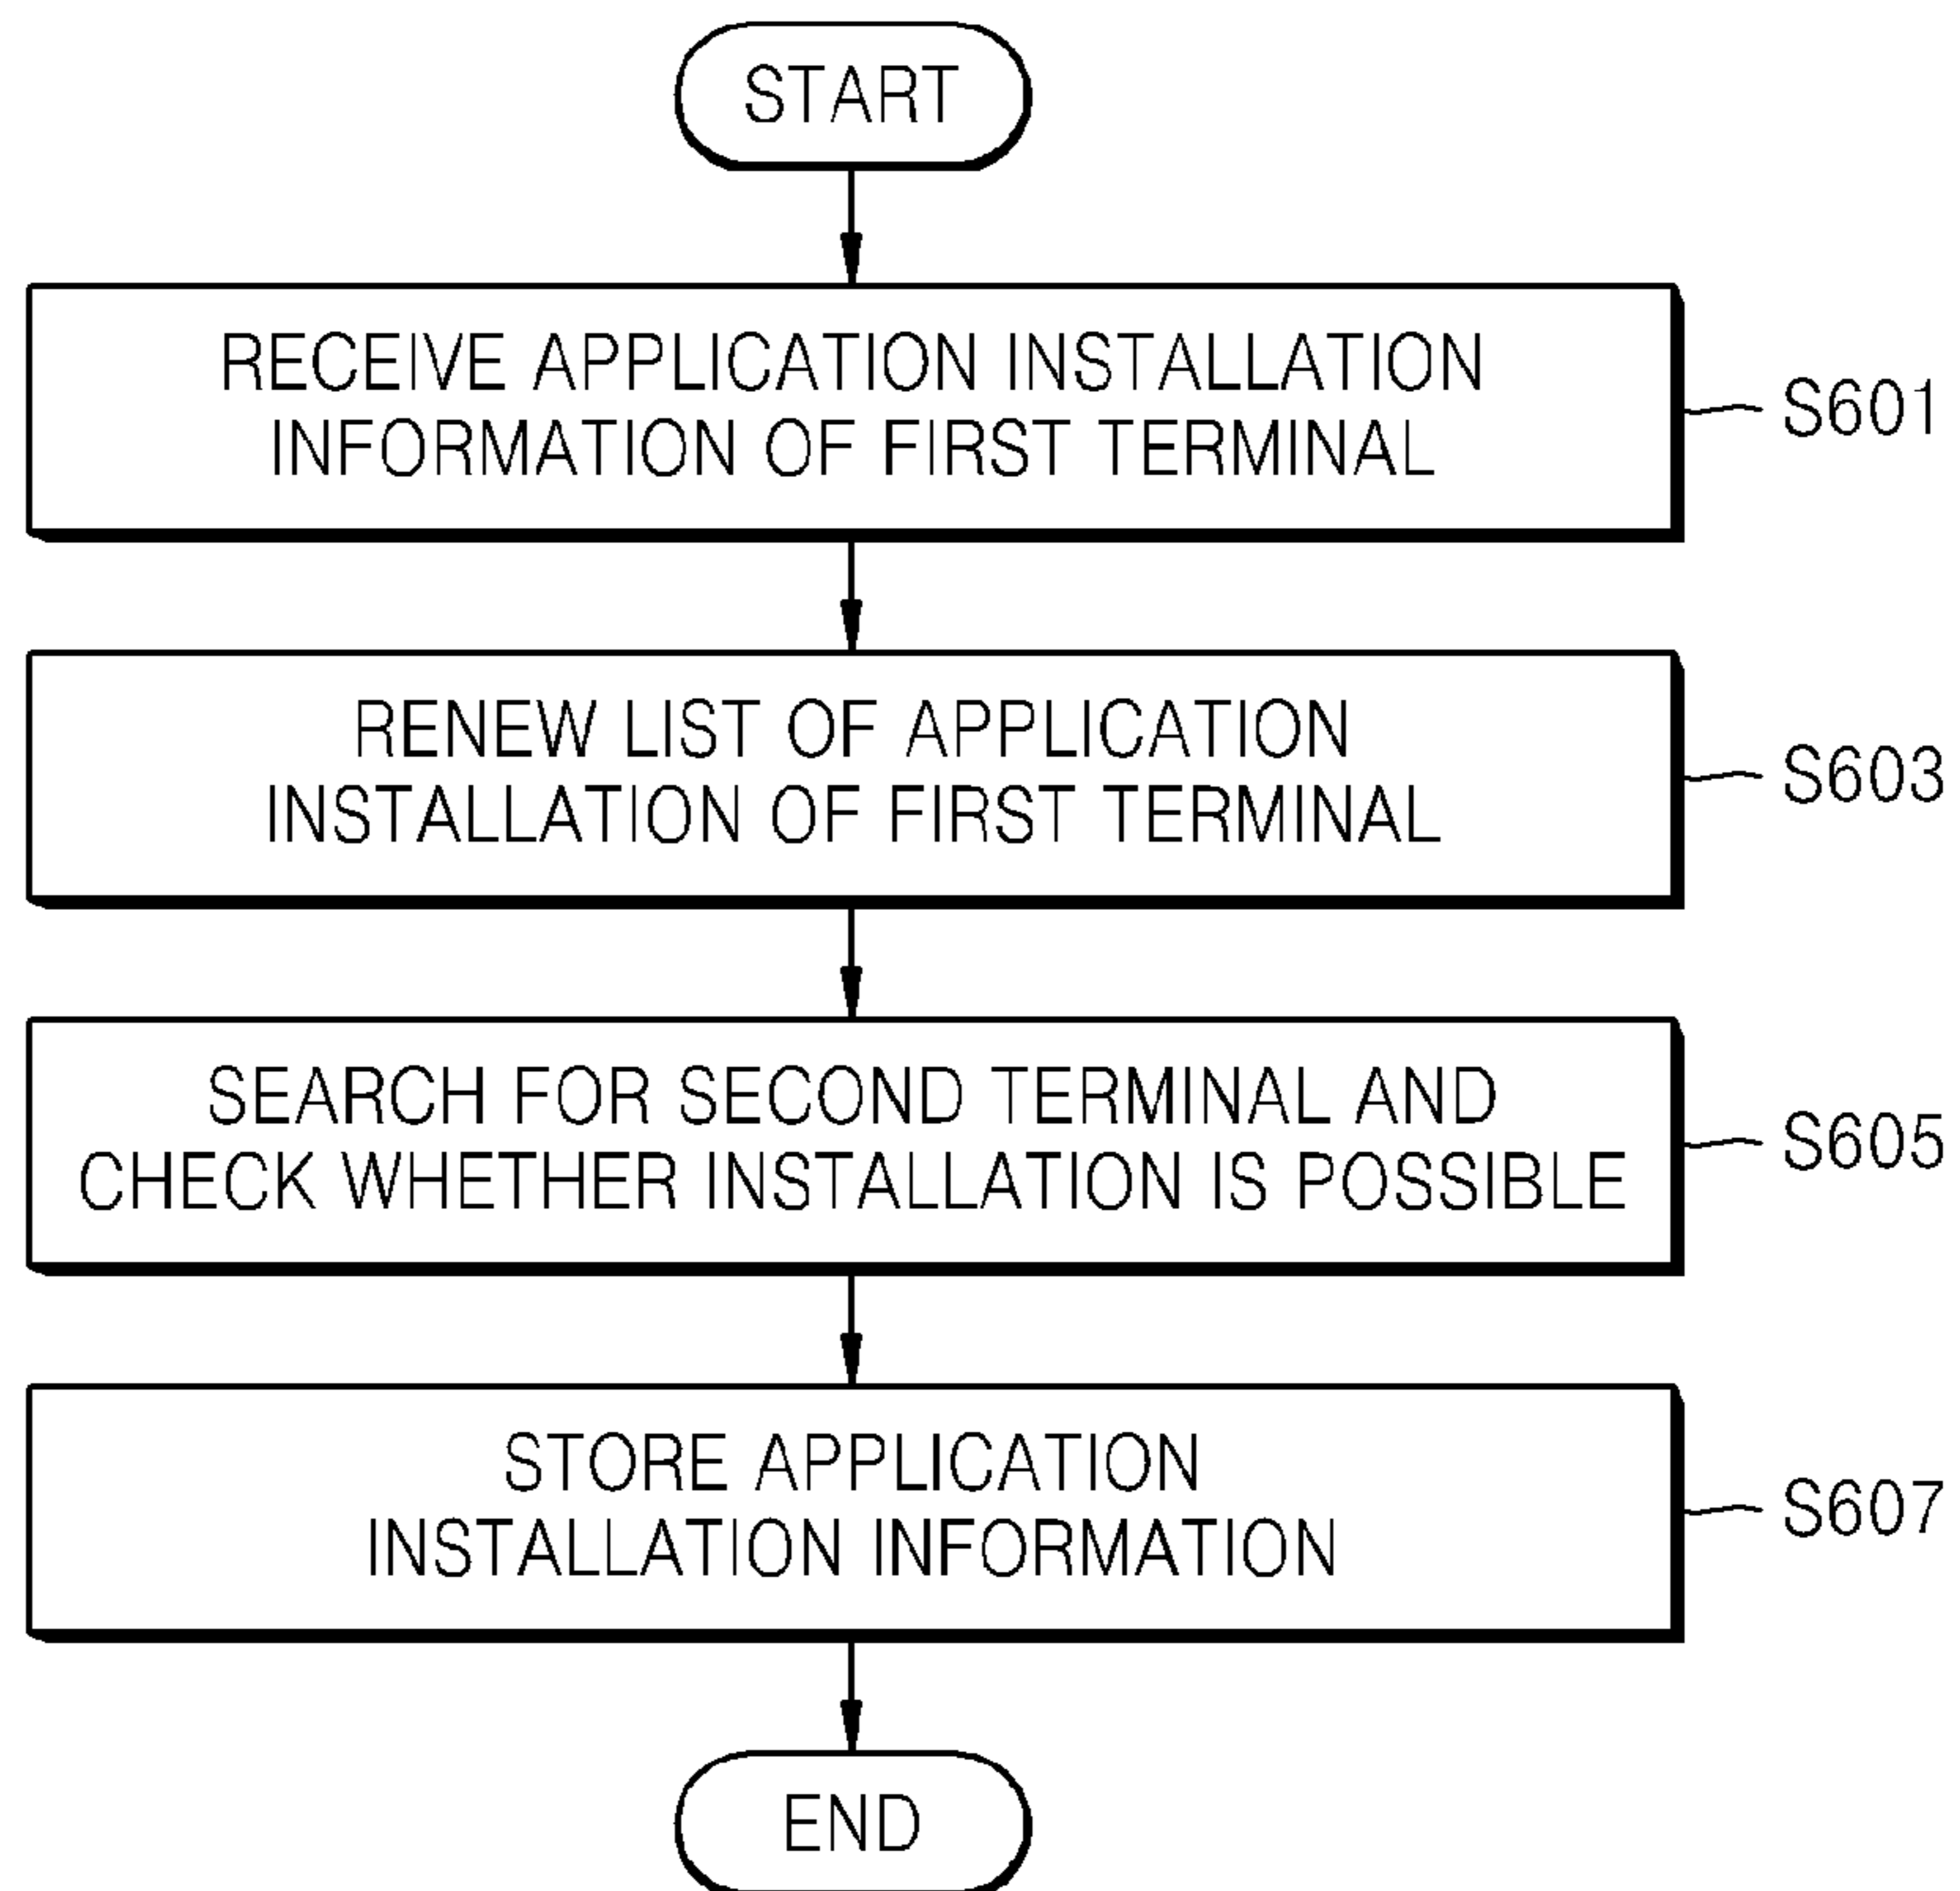 START
RECEIVE APPLICATION INSTALLATION
INFORMATION OF FIRST TERMINAL
S601
RENEW LIST OF APPLICATION
INSTALLATION OF FIRST TERMINAL
S603
SEARCH FOR SECOND TERMINAL AND
CHECK WHETHER INSTALLATION IS POSSIBLE
S605
STORE APPLICATION
INSTALLATION INFORMATION
S607
END